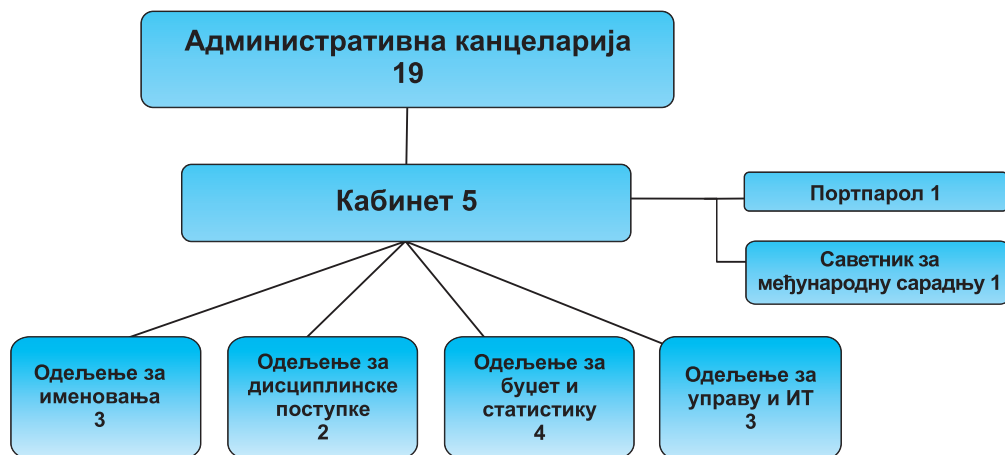 Административна канцеларија
19
Кабинет 5
Портпарол 1
Саветник за
међународну сарадњу 1
Одељење за
именовања
3
Одељење за
дисциплинске
поступке
2
Одељење за
буџет и
статистику
4
Одељење за
управу и ИТ
3